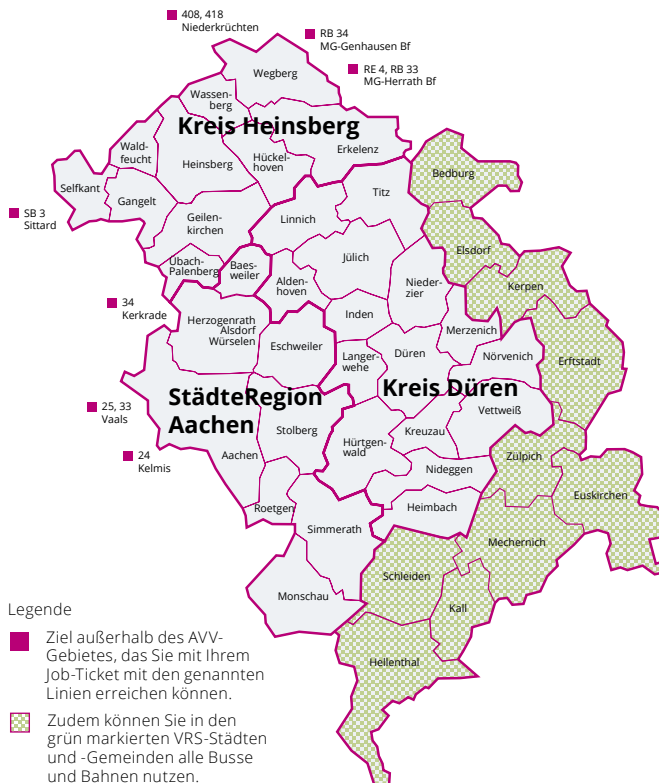 408, 418
Niederkrüchten
RB 34
MG-Genhausen Bf
RE 4, RB 33
MG-Herrath Bf
Wegberg
Wassen-
berg
Kreis Heinsberg
Wald-
feucht
Heinsberg
Hückel-
hoven
Erkelenz
Selfkant
Gangelt
SB 3
Sittard
Geilen-
kirchen
Linnich
Titz
Bedburg
Elsdorf
Übach-
Palenberg
Baes-
weiler
Alden-
hoven
Jülich
Nieder-
zier
Kerpen
34
Kerkrade
Herzogenrath
Alsdorf
Würselen
Eschweiler
Inden
Langer-
wehe
Düren
Merzenich
Nörvenich
Erftstadt
StädteRegion
Aachen
Kreis Düren
25, 33
Vaals
Stolberg
Hürtgen-
wald
Kreuzau
Vettweiß
24
Kelmis
Aachen
Nideggen
Zülpich
Euskirchen
Roetgen
Simmerath
Heimbach
Mechernich
Monschau
Schleiden
Kall
Hellenthal
Legende
Ziel außerhalb des AVV-
Gebietes, das Sie mit Ihrem
Job-Ticket mit den genannten
Linien erreichen können.
Zudem können Sie in den
grün markierten VRS-Städten
und -Gemeinden alle Busse
und Bahnen nutzen.